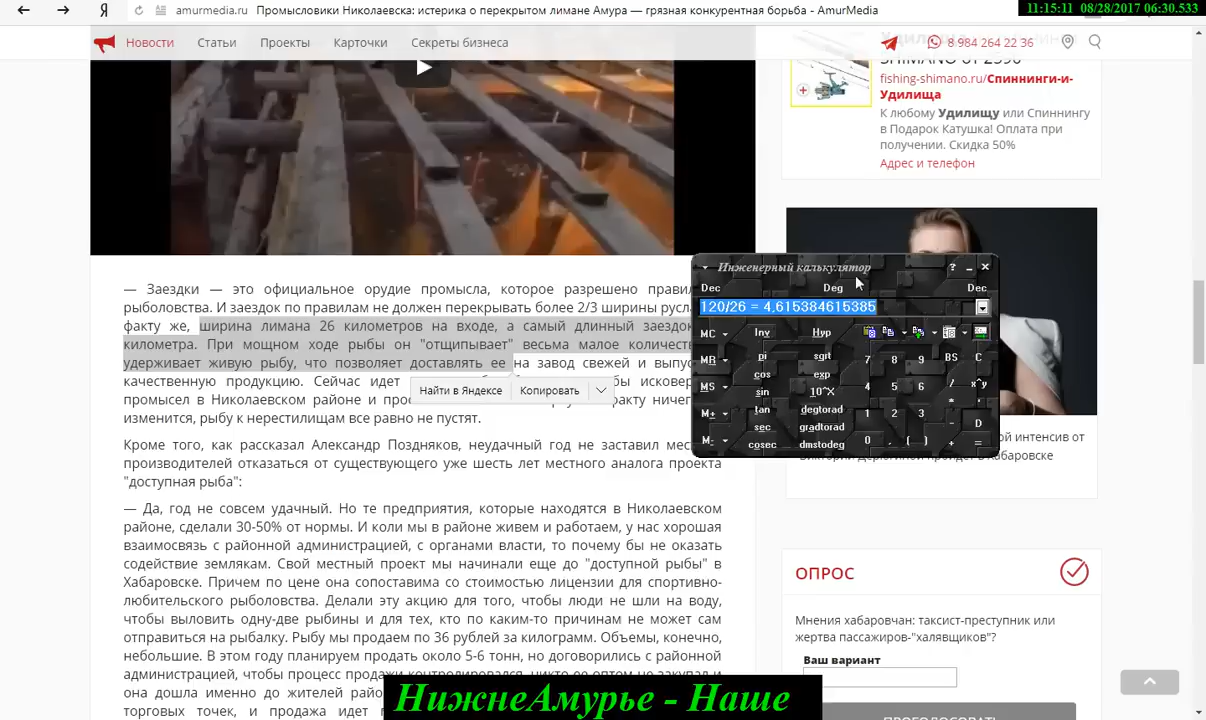 amurmedia.ru Промысловики Николаевска: истерика о перекрытом лимане Амура — грязная конкурентная борьба - AmurMedia
11:15:11 08/28/2017 06:30.533
Новости Статьи Проекты Карточки Секреты бизнеса
8 984 264 22 36
fishing-shimano.ru/Спиннинги-и-
Удилища
К любому Удилищу или Спиннингу
в Подарок Катушка! Оплата при
получении. Скидка 50%
Адрес и телефон
— Заездки — это официальное орудие промысла, которое разрешено
рыболовства. И заездок по правилам не должен перекрывать более 2/3 ширины
факту же, ширина лимана 26 километров на входе, а самый длинный
километра. При мощном ходе рыбы он "отщипывает" весьма малое
удерживает живую рыбу, что позволяет доставлять ее на завод свежей и
качественную продукцию. Сейчас идет
промысел в Николаевском районе и
изменится, рыбу к нерестилищам все равно не пустят.
Найти в Яндексе Копировать
Кроме того, как рассказал Александр Поздняков, неудачный год не заставил
производителей отказаться от существующего уже шесть лет местного аналога проекта
"доступная рыба":
— Да, год не совсем удачный. Но те предприятия, которые находятся в Николаевском
районе, сделали 30-50% от нормы. И коли мы в районе живем и работаем, у нас хорошая
взаимосвязь с районной администрацией, с органами власти, то почему бы не оказать
содействие землякам. Свой местный проект мы начинали еще до "доступной рыбы" в
Хабаровске. Причем по цене она сопоставима со стоимостью лицензии для спортивно-
любительского рыболовства. Делали эту акцию для того, чтобы люди не шли на воду,
чтобы выловить одну-две рыбины и для тех, кто по каким-то причинам не может сам
отправиться на рыбалку. Рыбу мы продаем по 36 рублей за килограмм. Объемы, конечно,
небольшие. В этом году планируем продать около 5-6 тонн, но договорились с районной
администрацией, чтобы процесс продажи
она дошла именно до жителей
торговых точек, и продажа идет
Инженерный калькулятор ? _ ×
Dec Deg Dec
120/26 = 4,615384615385
MC Inv Hyp
MR pi sqrt 7 8 9 BS C
MS cos exp 4 5 6 / x^y
sin 10^X *
M+ tan degtorad 1 2 3 - D
sec gradtorad
M- cosec dmstodeg 0 , ( ) + =
интенсив от
Хабаровске
ОПРОС
Мнения хабаровчан: таксист-преступник или
жертва пассажиров-"халявщиков"?
Ваш вариант
НижнеАмурье - Наше